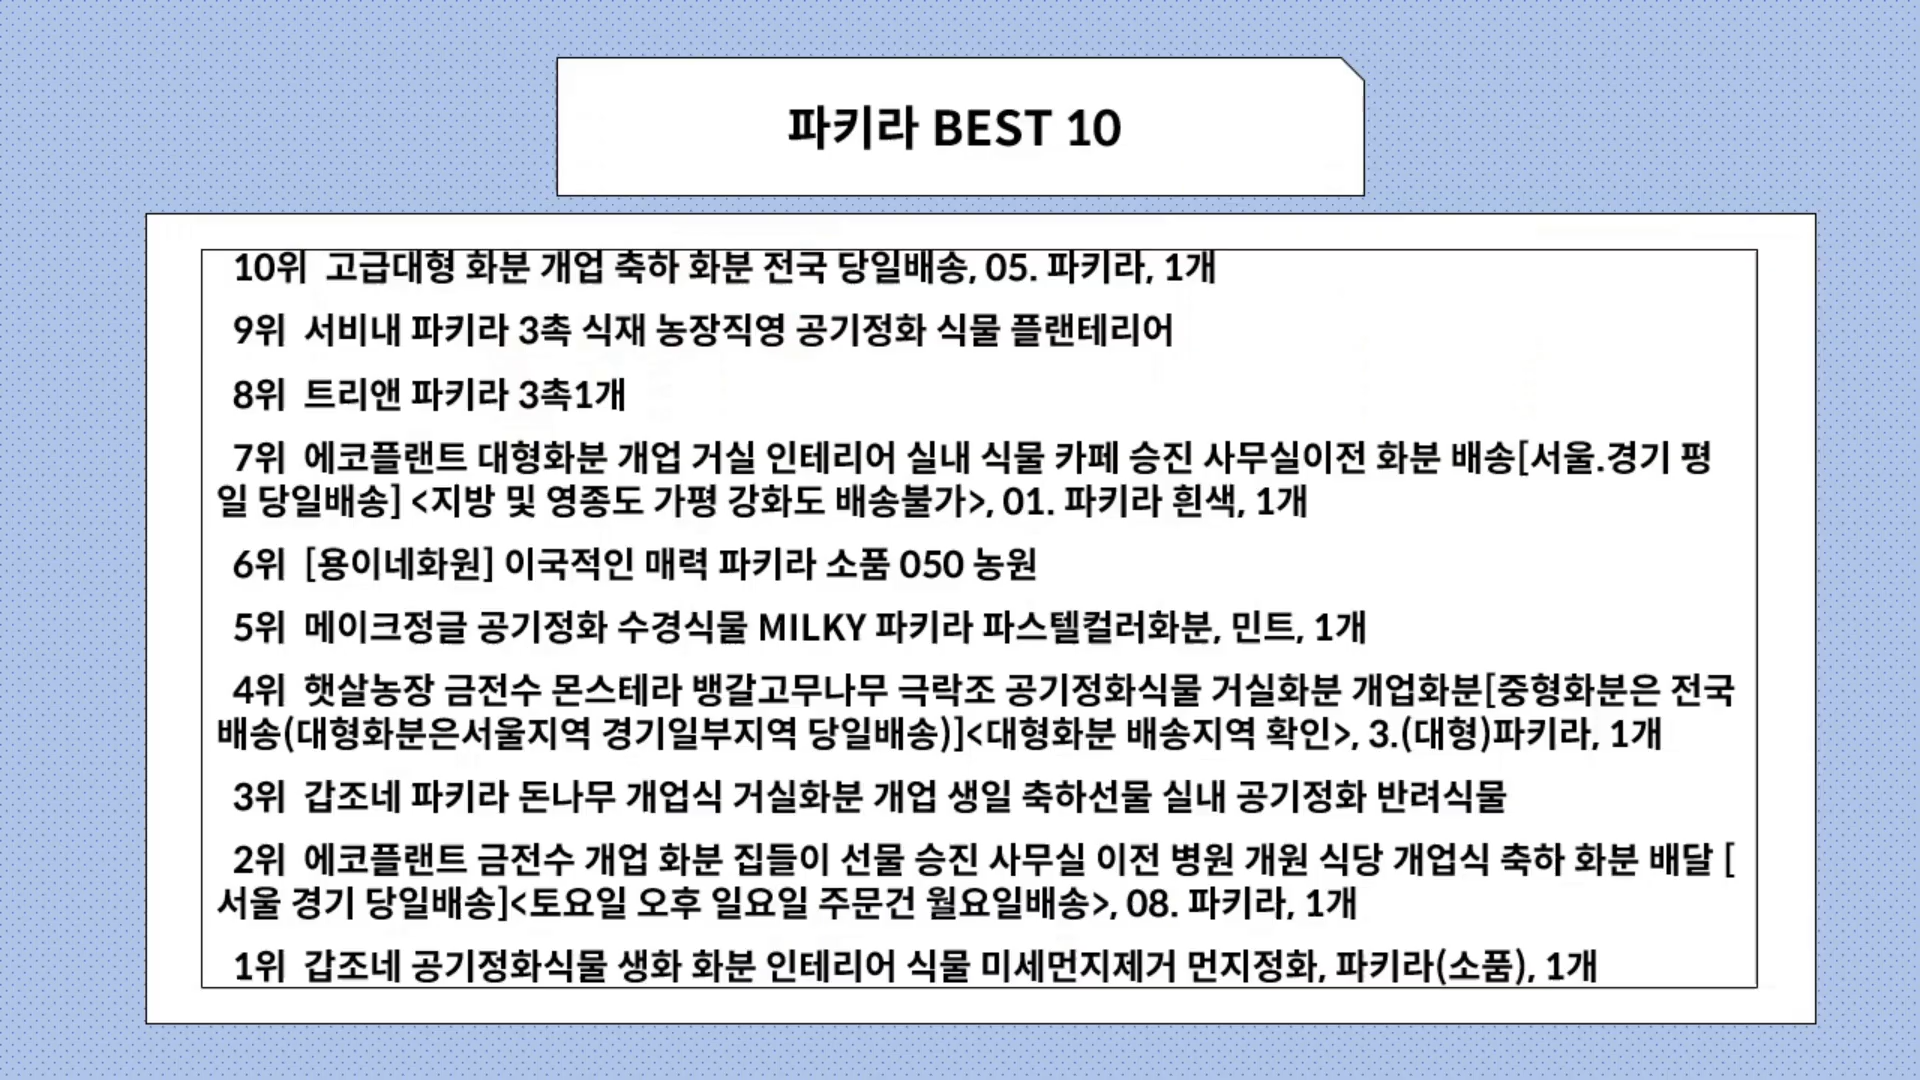 파키라 BEST 10
10위 고급대형 화분 개업 축하 화분 전국 당일배송, 05. 파키라, 1개
9위 서비내 파키라 3촉 식재 농장직영 공기정화 식물 플랜테리어
8위 트리앤 파키라 3촉1개
7위 에코플랜트 대형화분 개업 거실 인테리어 실내 식물 카페 승진 사무실이전 화분 배송[서울.경기 평
일 당일배송] <지방 및 영종도 가평 강화도 배송불가>, 01. 파키라 흰색, 1개
6위 [용이네화원] 이국적인 매력 파키라 소품 050 농원
5위 메이크정글 공기정화 수경식물 MILKY 파키라 파스텔컬러화분, 민트, 1개
4위 햇살농장 금전수 몬스테라 뱅갈고무나무 극락조 공기정화식물 거실화분 개업화분[중형화분은 전국
배송(대형화분은서울지역 경기일부지역 당일배송)]<대형화분 배송지역 확인>, 3.(대형)파키라, 1개
3위 갑조네 파키라 돈나무 개업식 거실화분 개업 생일 축하선물 실내 공기정화 반려식물
2위 에코플랜트 금전수 개업 화분 집들이 선물 승진 사무실 이전 병원 개원 식당 개업식 축하 화분 배달 [
서울 경기 당일배송]<토요일 오후 일요일 주문건 월요일배송>, 08. 파키라, 1개
1위 갑조네 공기정화식물 생화 화분 인테리어 식물 미세먼지제거 먼지정화, 파키라(소품), 1개